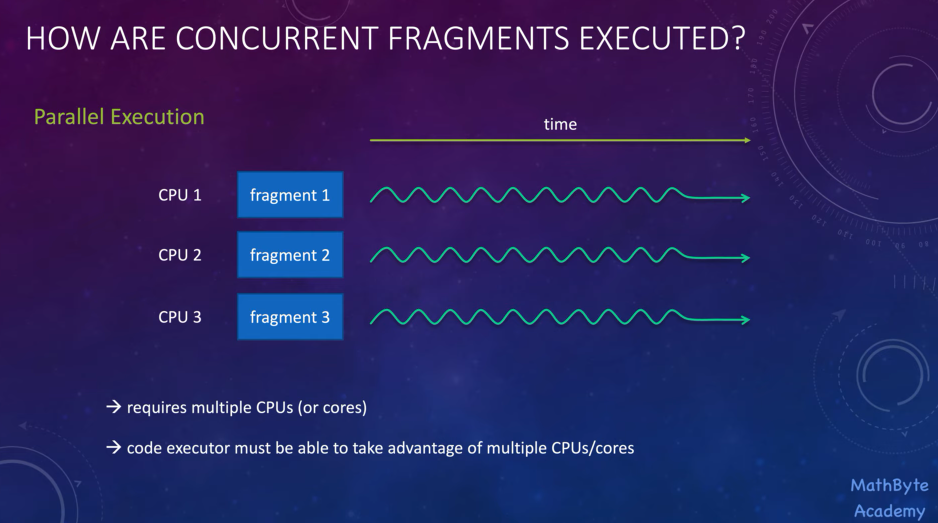 HOW ARE CONCURRENT FRAGMENTS EXECUTED?
Parallel Execution
time
CPU 1 fragment 1
CPU 2 fragment 2
CPU 3 fragment 3
→ requires multiple CPUs (or cores)
→ code executor must be able to take advantage of multiple CPUs/cores
MathByte
Academy